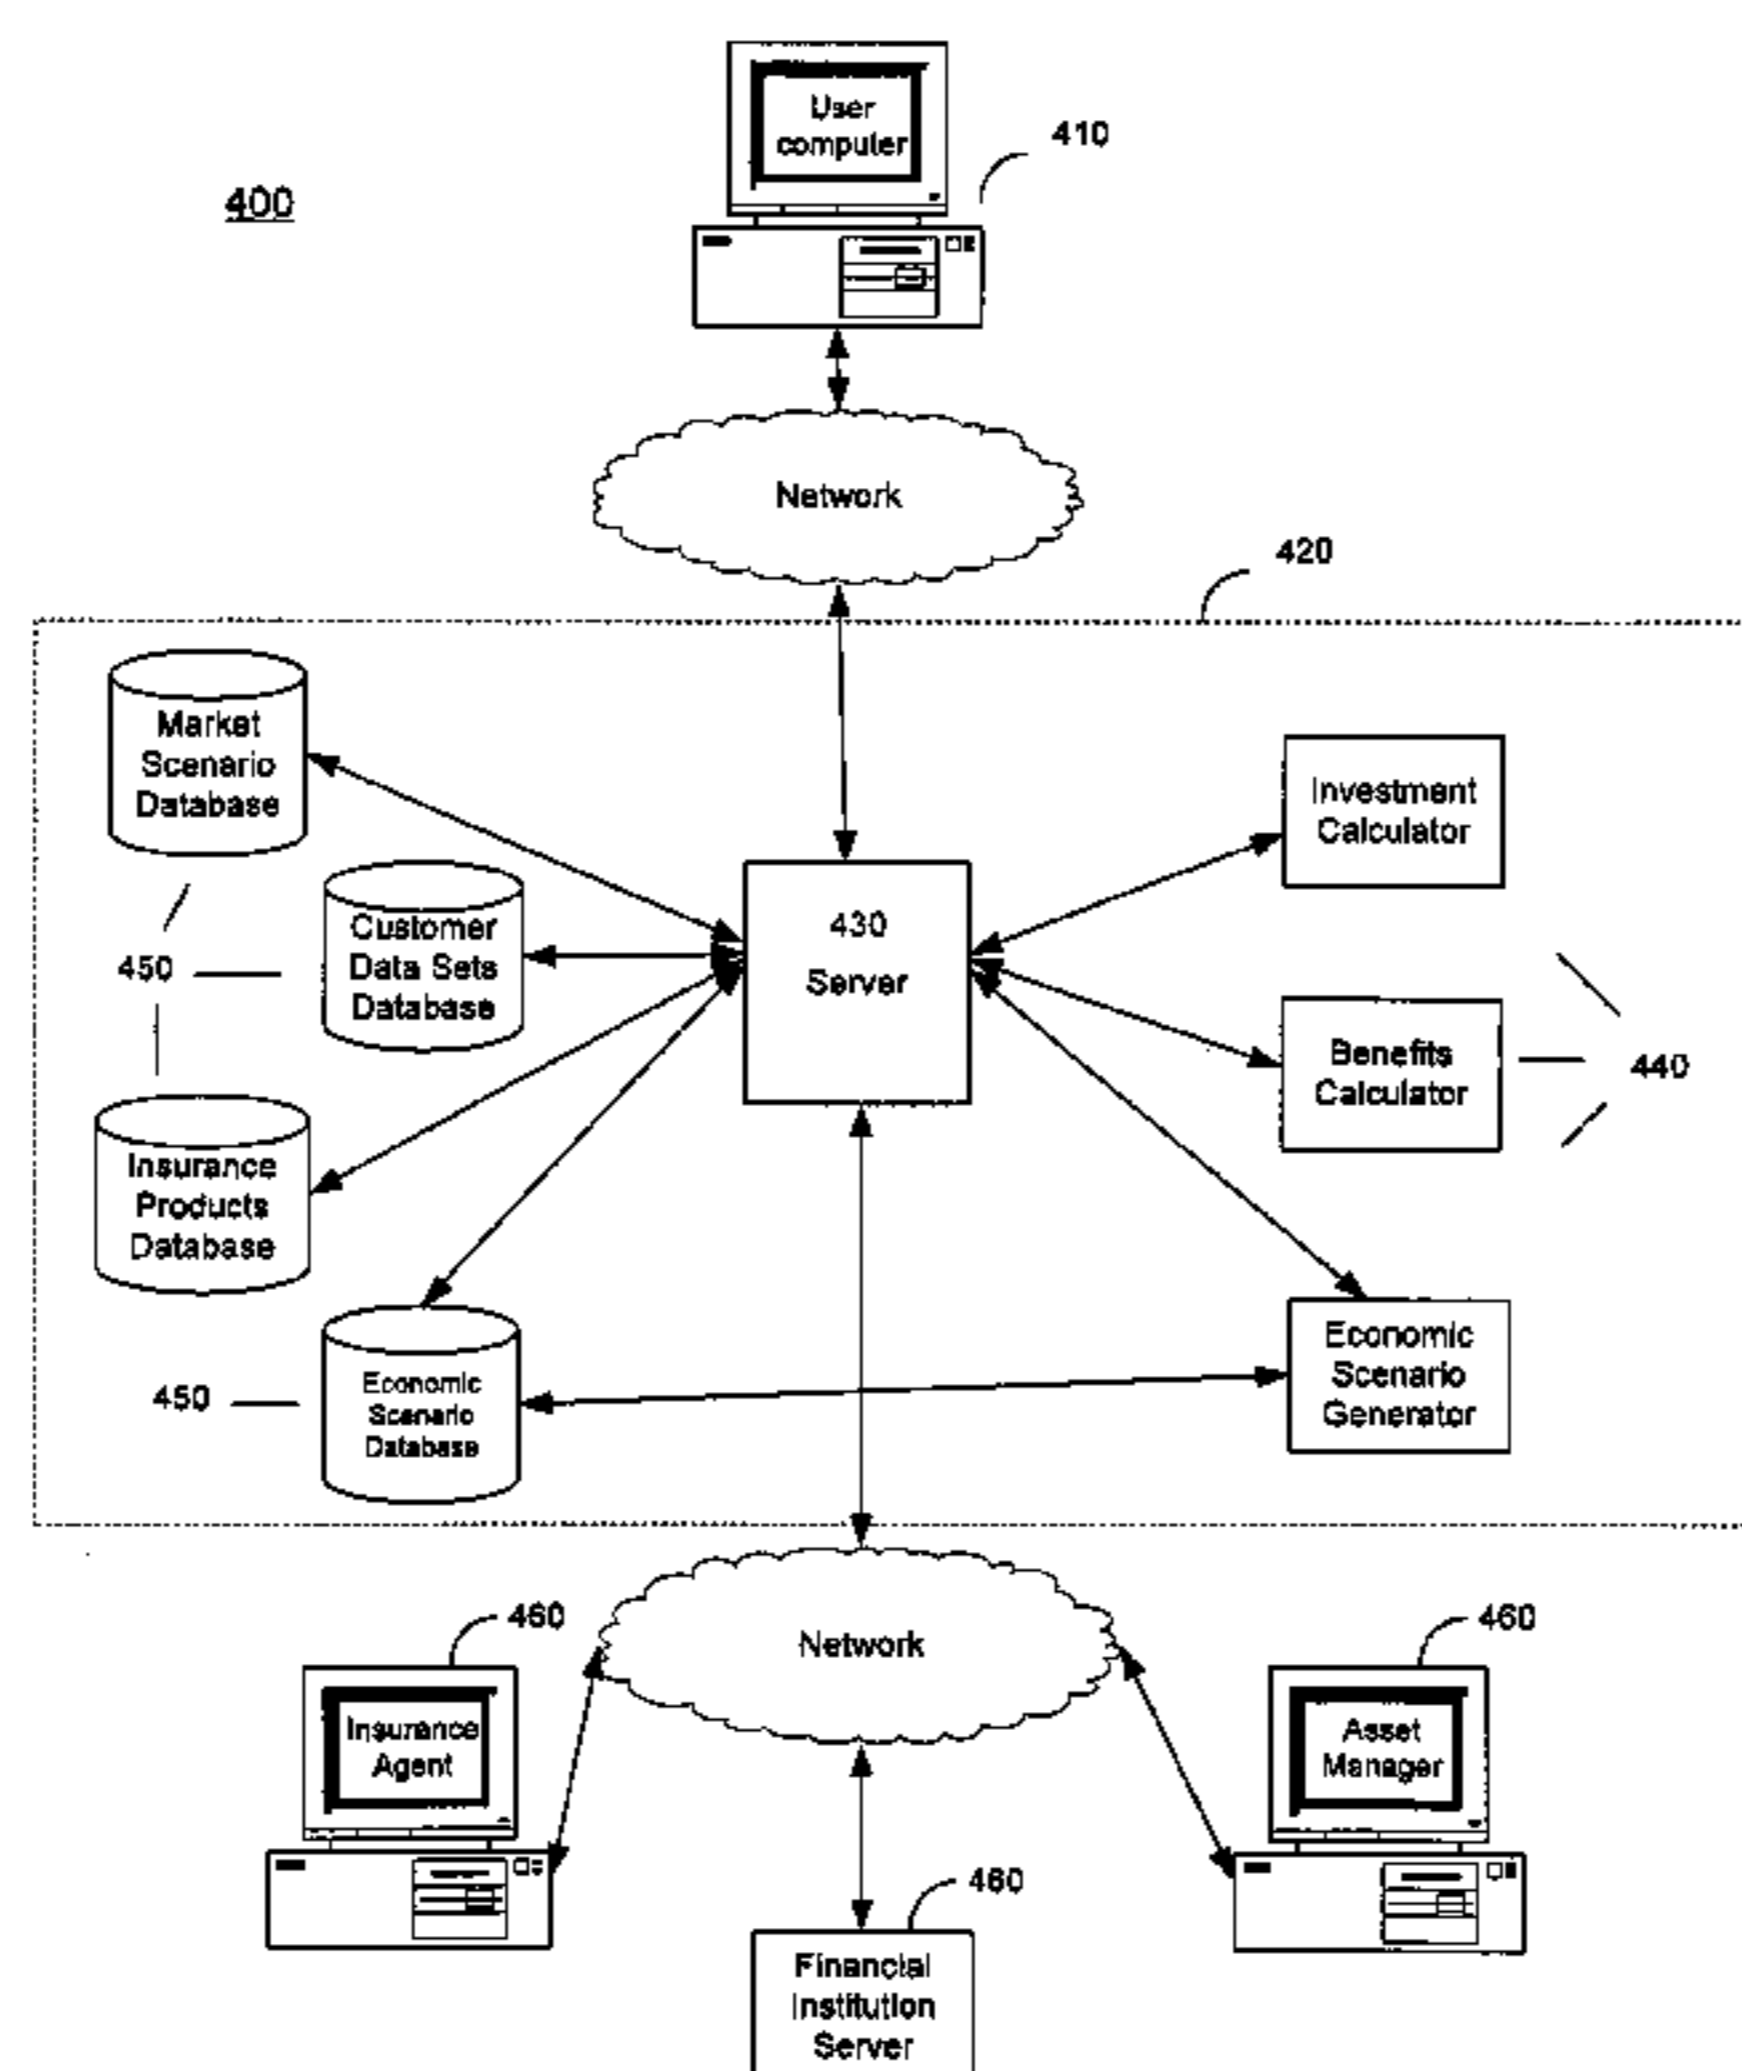 User
computer
410
400
Network
420
Market
Scenario
Database
Investment
Calculator
Customer
Data Sets
Database
430
Server
450
Benefits
Calculator
440
Insurance
Products
Database
Economic
Scenario
Generator
Economic
Scenario
Database
450
Network
460
Insurance
Agent
460
Asset
Manager
460
Financial
Institution
Server